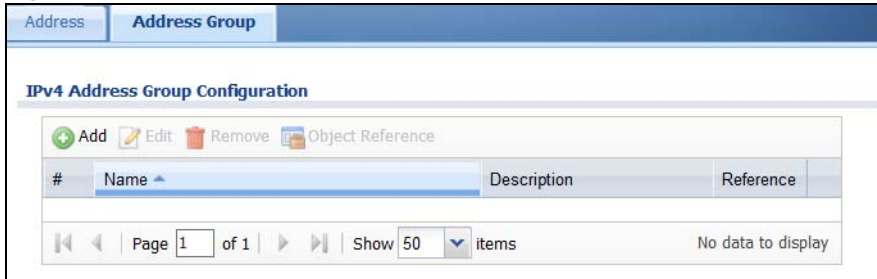 Address Address Group
IPv4 Address Group Configuration
Add Edit Remove Object Reference
# Name Description Reference
Page 1 of 1 Show 50 items No data to display